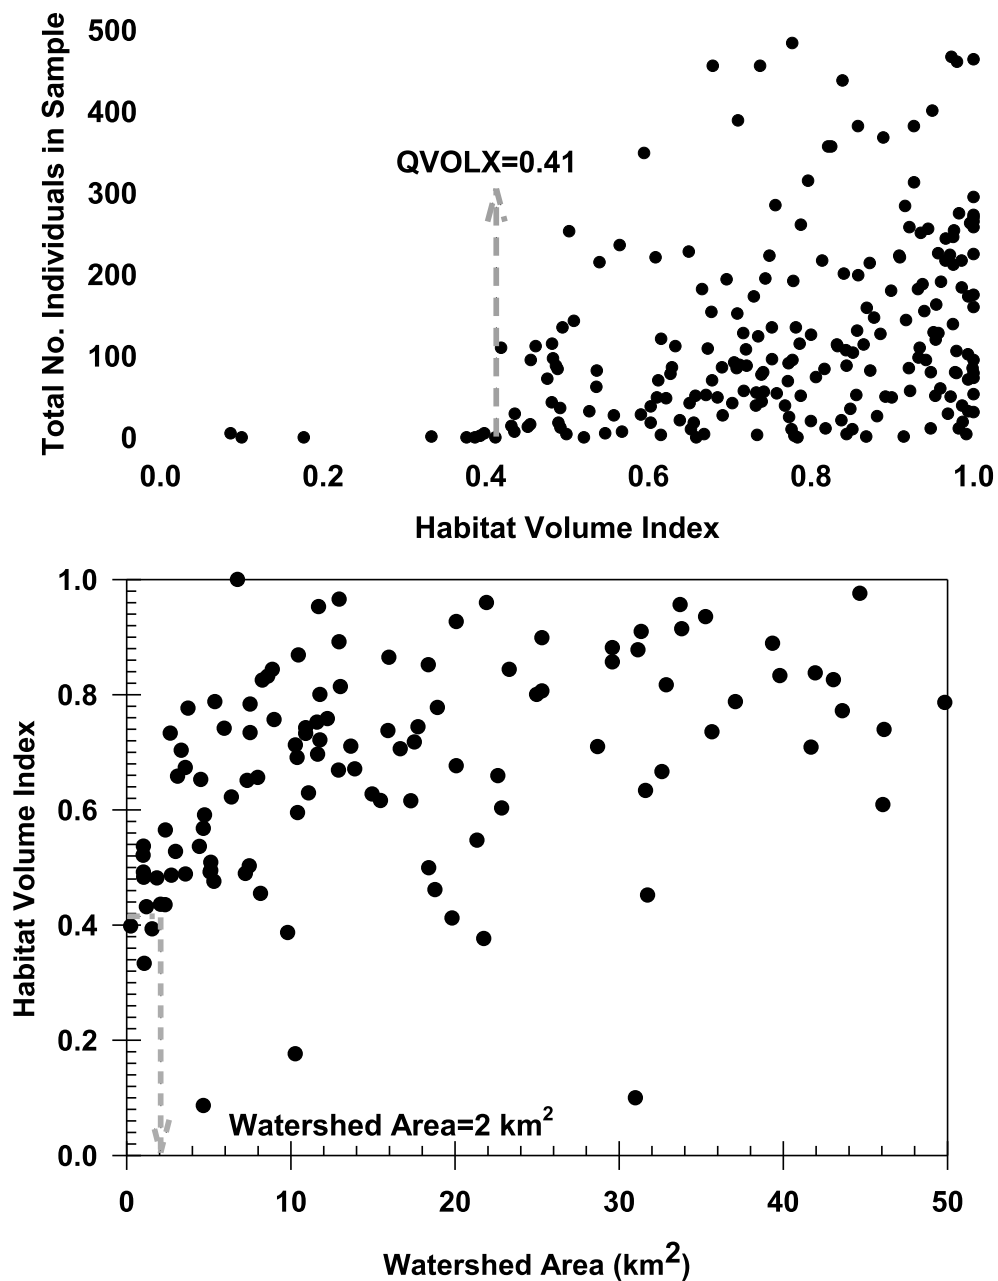 Total No. Individuals in Sample
500
400
300
200
100
0
QVOLX=0.41
0.0 0.2 0.4 0.6 0.8 1.0
Habitat Volume Index
Habitat Volume Index
1.0
0.8
0.6
0.4
0.2
0.0
Watershed Area=2 km²
0 10 20 30 40 50
Watershed Area (km²)